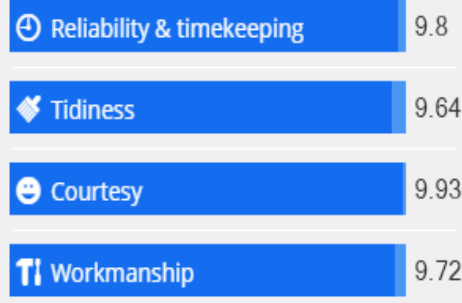 Reliability & timekeeping 9.8
Tidiness 9.64
Courtesy 9.93
Workmanship 9.72